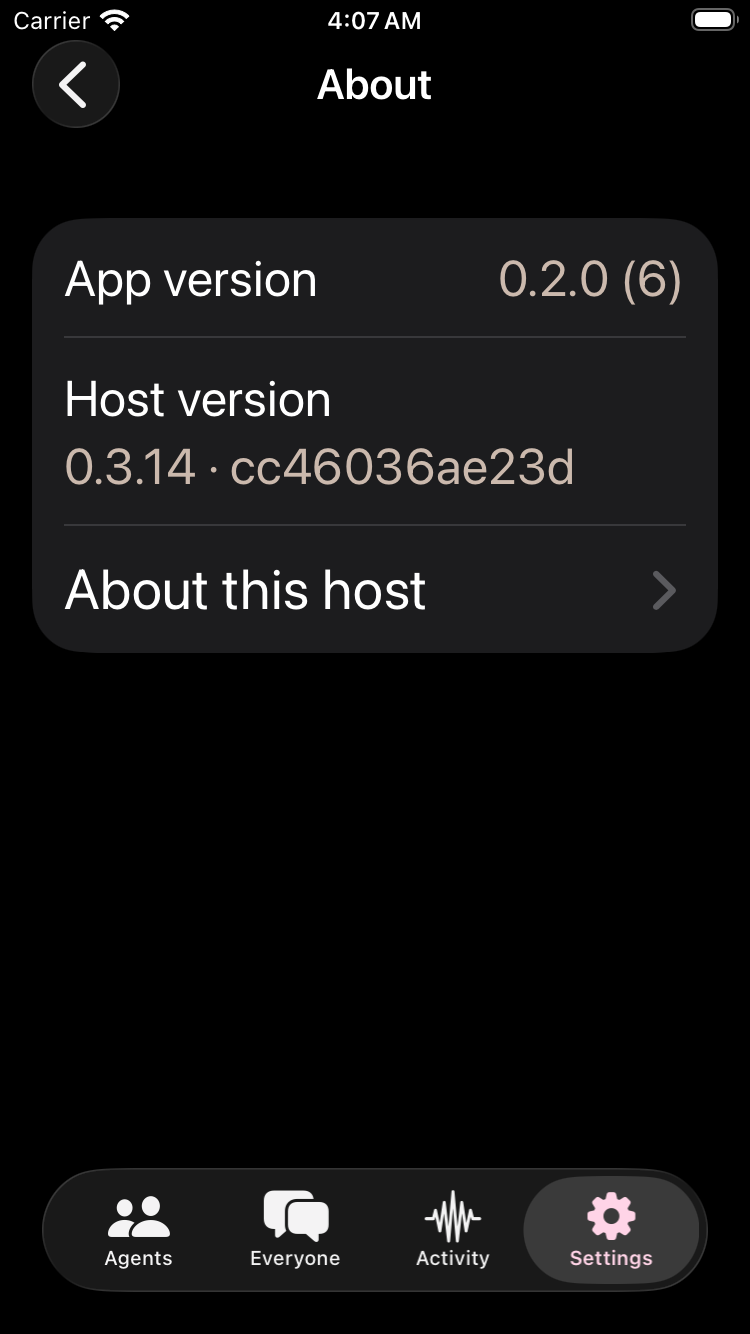 Carrier 4:07 AM
About
App version 0.2.0 (6)
Host version
0.3.14 · cc46036ae23d
About this host
Agents Everyone Activity Settings